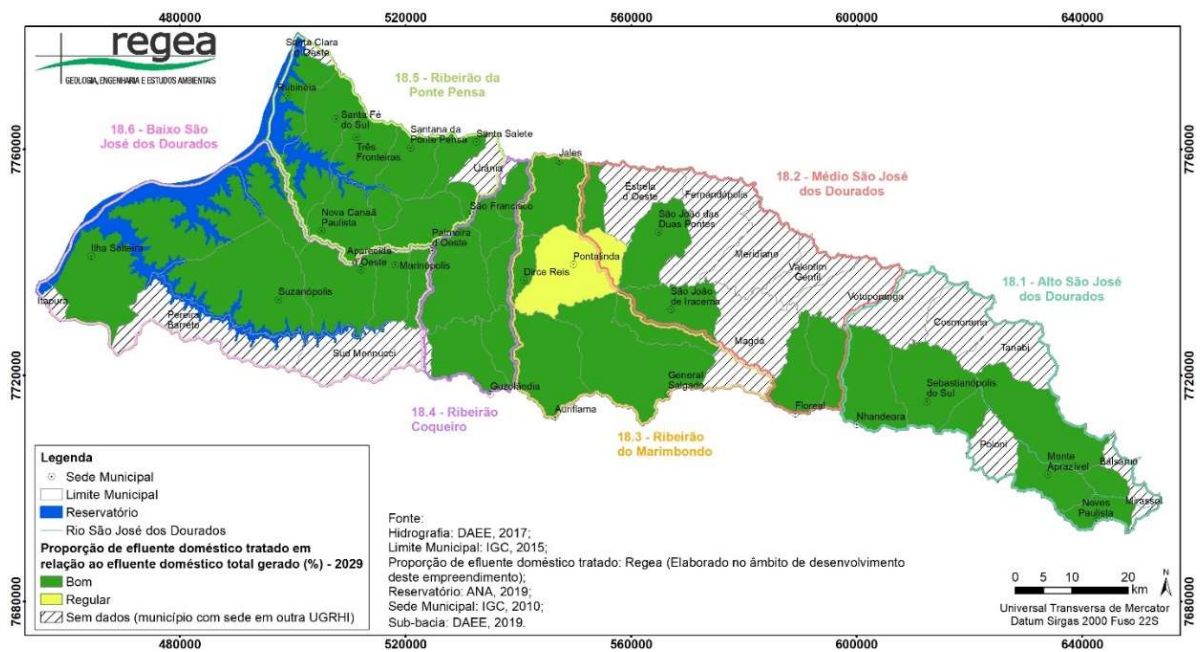 480000
520000
560000
600000
640000
regea
GEOLOGIA, ENGENHARIA E ESTUDOS AMBIENTAIS
7760000
7720000
7680000
7760000
7720000
7680000
18.5 - Ribeirão da
Ponte Pensa
18.6 - Baixo São
José dos Dourados
18.2 - Médio São José
dos Dourados
18.1 - Alto São José
dos Dourados
18.4 - Ribeirão
Coqueiro
18.3 - Ribeirão
do Marimbondo
Santa Clara
d Oeste
Rubinéia
Santa Fé
do Sul
Três
Fronteiras
Santana da
Ponte Pensa
Santa Salete
Urânia
Jales
São Francisco
Estrela
d Oeste
Fernandópolis
São João das
Duas Pontes
Nova Canaã
Paulista
Palmeira
d Oeste
Ilha Solteira
Aparecida
d Oeste
Marinópolis
Dirce Reis
Pontalinda
Meridiano
Valentim
Gentil
Votuporanga
Itapura
Suzanápolis
São João
de Iracema
Pereira
Barreto
Sud Mennucci
Magda
Cosmorama
Tanabi
General
Salgado
Guzolândia
Auriflama
Floreal
Nhandeara
Sebastianópolis
do Sul
Poloni
Monte
Aprazível
Bálsamo
Mirassol
Neves
Paulista
Legenda
Sede Municipal
Limite Municipal
Reservatório
Rio São José dos Dourados
Proporção de efluente doméstico tratado em
relação ao efluente doméstico total gerado (%) - 2029
Bom
Regular
Sem dados (município com sede em outra UGRHI)
Fonte:
Hidrografia: DAEE, 2017;
Limite Municipal: IGC, 2015;
Proporção de efluente doméstico tratado: Regea (Elaborado no âmbito de desenvolvimento
deste empreendimento);
Reservatório: ANA, 2019;
Sede Municipal: IGC, 2010;
Sub-bacia: DAEE, 2019.
N
0 5 10 20
km
Universal Transversa de Mercator
Datum Sirgas 2000 Fuso 22S
480000
520000
560000
600000
640000